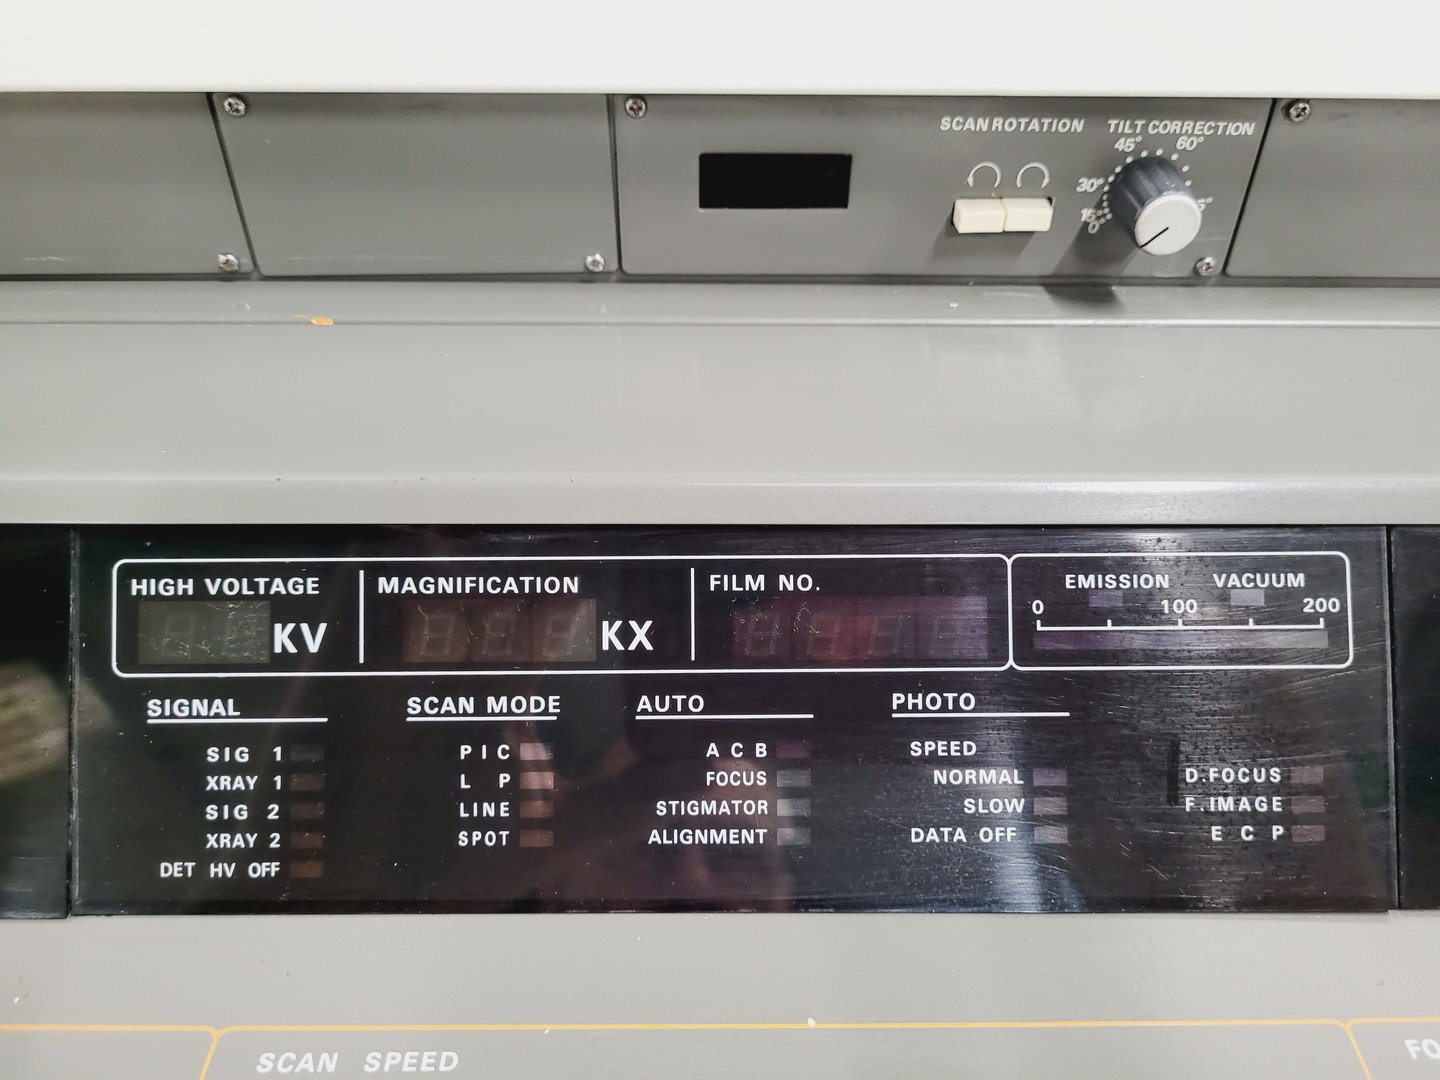 SCAN ROTATION
TILT CORRECTION
45° 60°
30°
15°
0°
HIGH VOLTAGE
KV
MAGNIFICATION
KX
FILM NO.
EMISSION VACUUM
0 100 200
SIGNAL
SIG 1
XRAY 1
SIG 2
XRAY 2
DET HV OFF
SCAN MODE
PIC
L P
LINE
SPOT
AUTO
ACB
FOCUS
STIGMATOR
ALIGNMENT
PHOTO
SPEED
NORMAL
SLOW
DATA OFF
D.FOCUS
F.IMAGE
ECP
SCAN SPEED